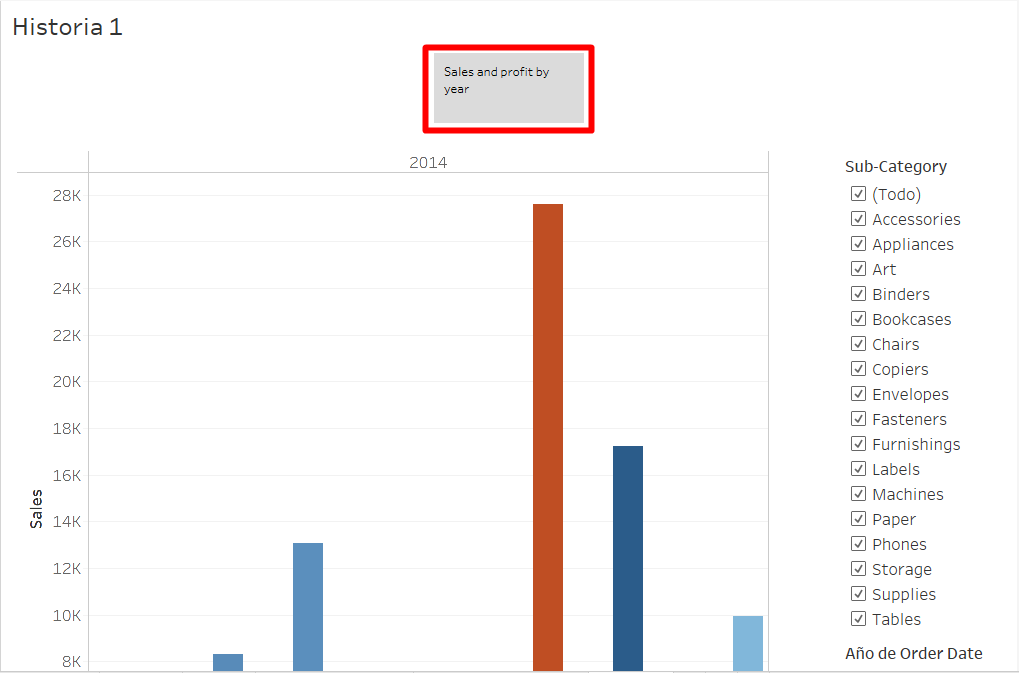 Historia 1
Sales and profit by
year
2014
28K
26K
24K
22K
20K
18K
16K
14K
12K
10K
8K
Sales
Sub-Category
(Todo)
Accessories
Appliances
Art
Binders
Bookcases
Chairs
Copiers
Envelopes
Fasteners
Furnishings
Labels
Machines
Paper
Phones
Storage
Supplies
Tables
Año de Order Date